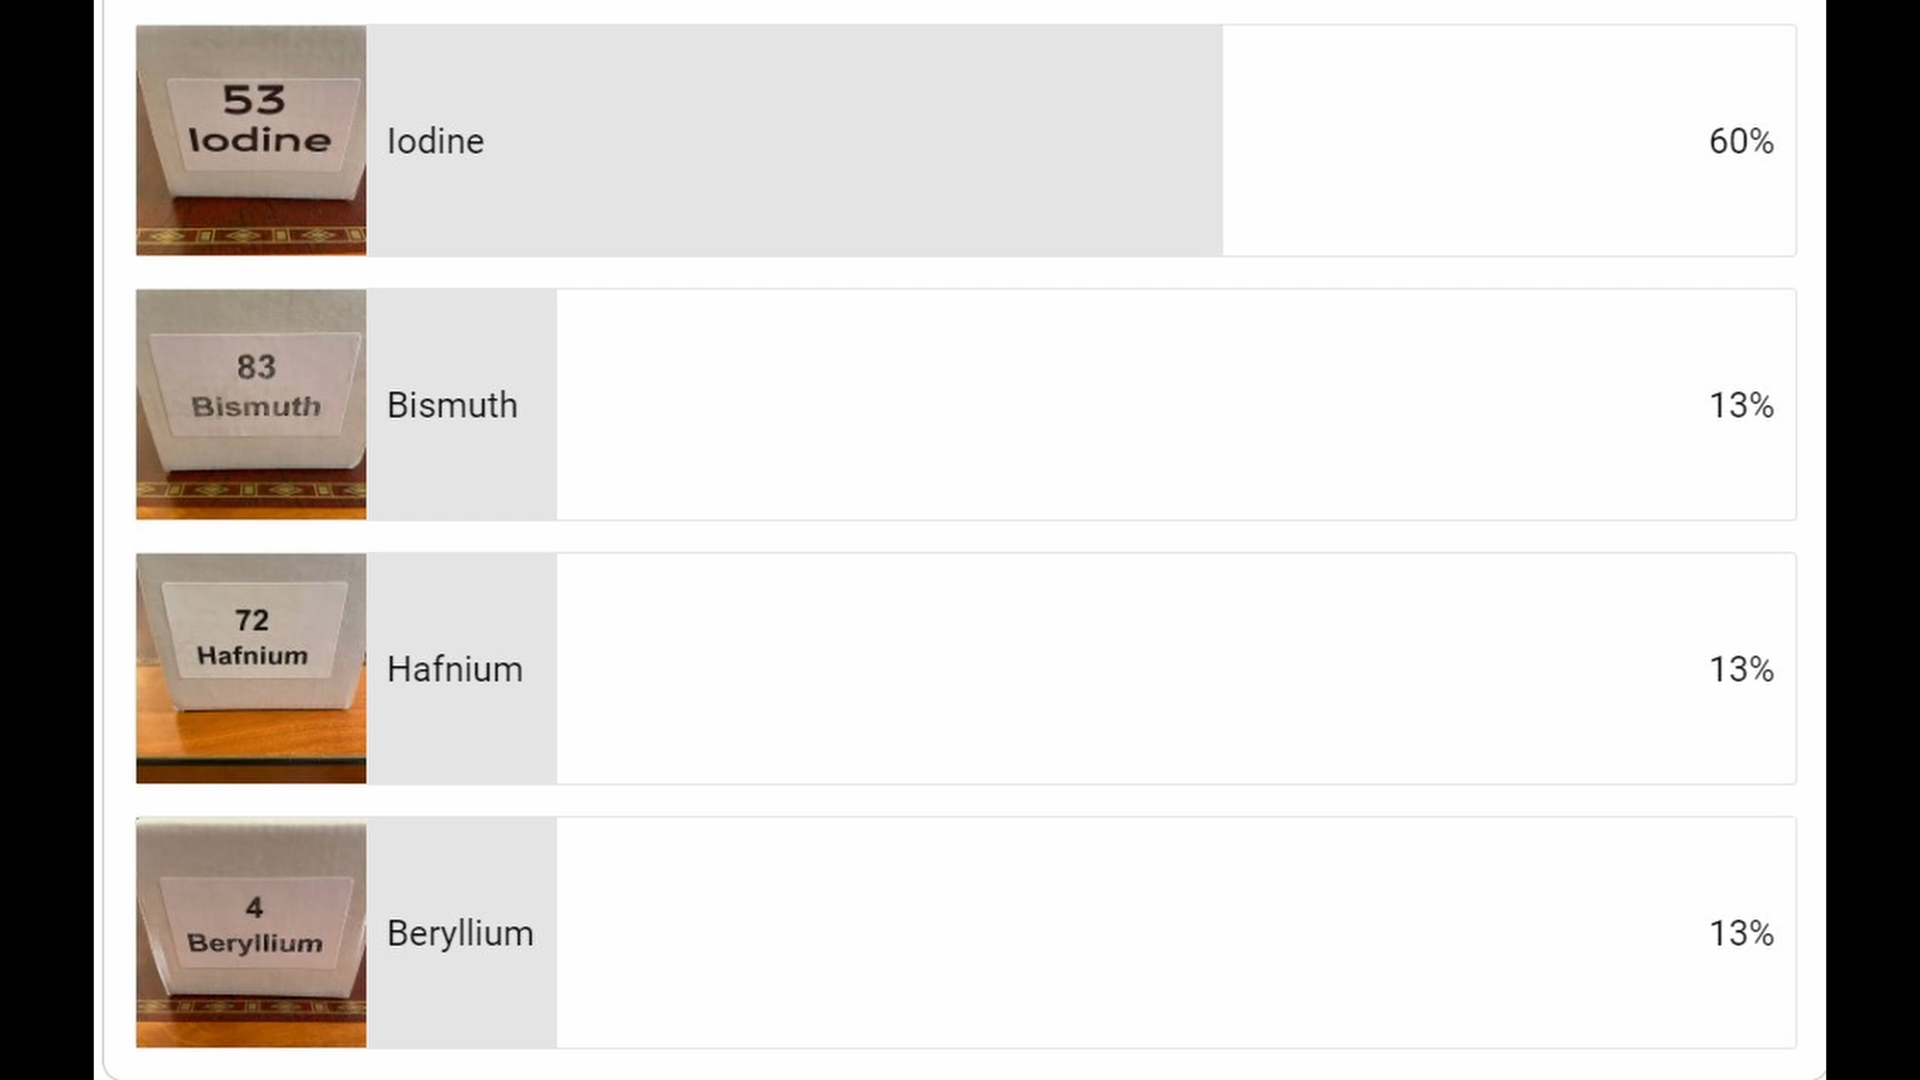 53
Iodine
Iodine
60%
83
Bismuth
Bismuth
13%
72
Hafnium
Hafnium
13%
4
Beryllium
Beryllium
13%